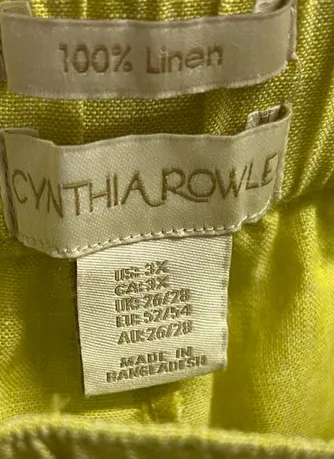 100% Linen
CYNTHIA ROWLE
US: 3X
CA: 3X
UK: 26/28
EU: 52/54
AU: 26/28
MADE IN
BANGLADESH